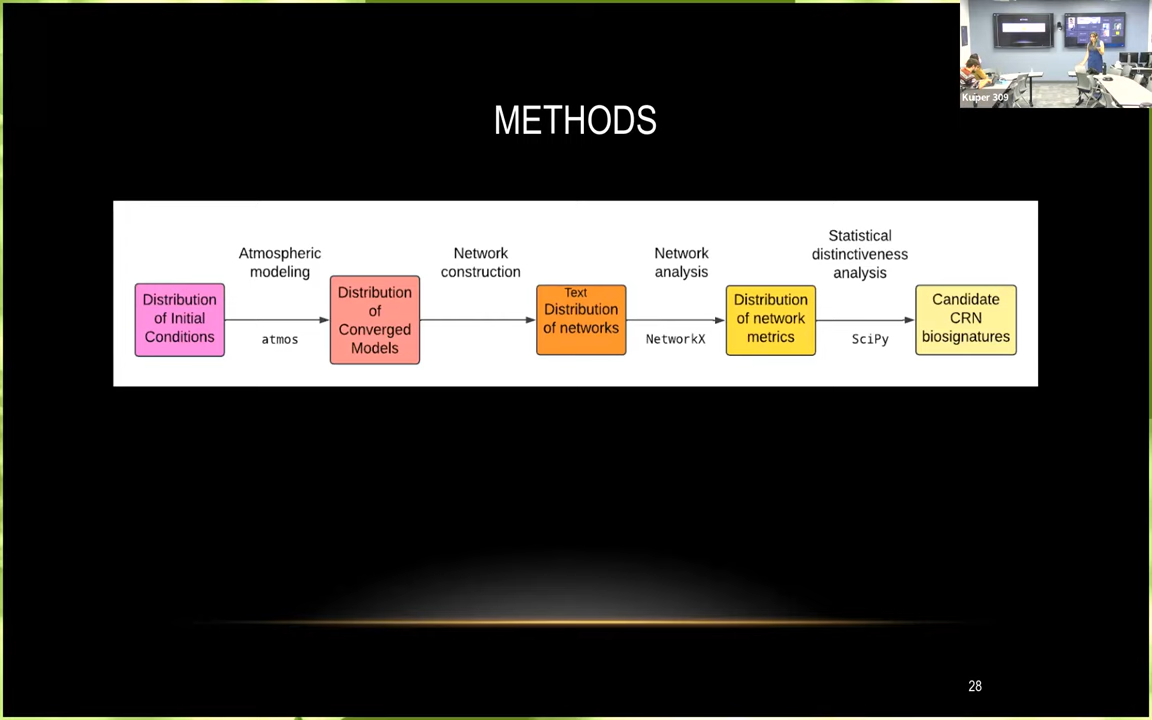 Kuiper 309
METHODS
Atmospheric
modeling
Network
construction
Network
analysis
Statistical
distinctiveness
analysis
Distribution
of Initial
Conditions
atmos
Distribution
of
Converged
Models
Text
Distribution
of networks
NetworkX
Distribution
of network
metrics
SciPy
Candidate
CRN
biosignatures
28